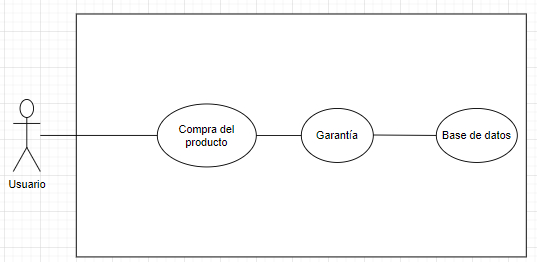 Compra del
producto
Garantía
Base de datos
Usuario